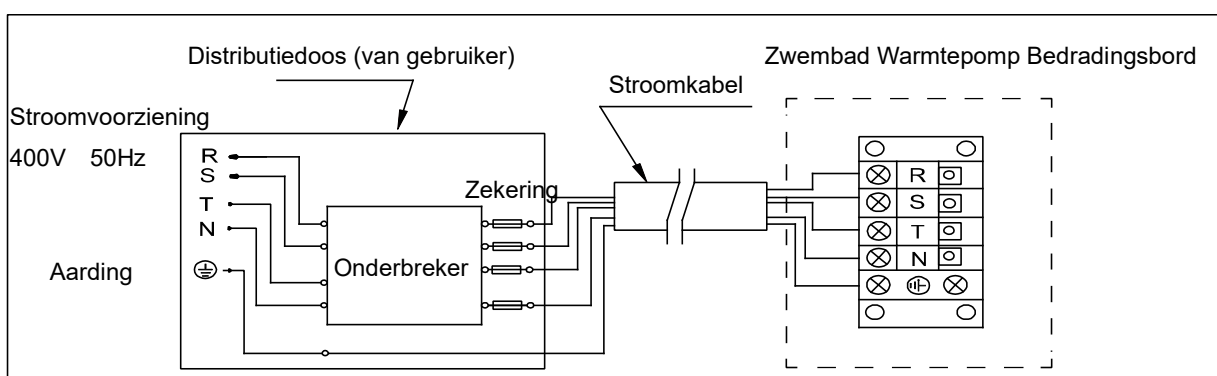 Distributiedoos (van gebruiker)
Zwembad Warmtepomp Bedradingsbord
Stroomkabel
Stroomvoorziening
400V 50Hz
R
S
T
N
Aarding
Zekering
Onderbreker
R
S
T
N